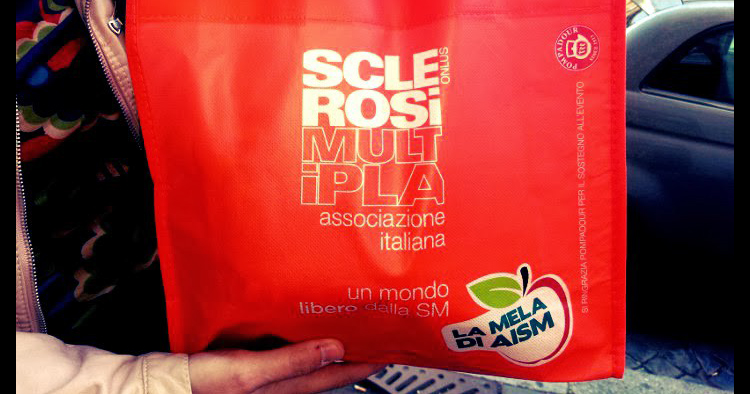 SCLE
ROSi
MULT
iPLA
ONLUS
associazione
italiana
un mondo
libero dalla SM
LA MELA
DI AISM
POMPADOUR
SI RINGRAZIA POMPADOUR PER IL SOSTEGNO ALL'EVENTO